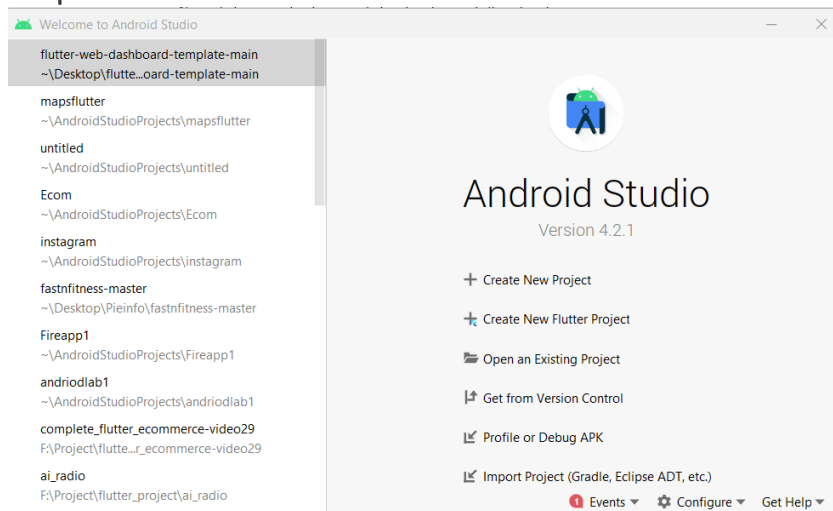 Welcome to Android Studio
flutter-web-dashboard-template-main
~\Desktop\flutte...oard-template-main
mapsflutter
~\AndroidStudioProjects\mapsflutter
untitled
~\AndroidStudioProjects\untitled
Ecom
~\AndroidStudioProjects\Ecom
instagram
~\AndroidStudioProjects\instagram
fastnfitness-master
~\Desktop\Pieinfo\fastnfitness-master
Fireapp1
~\AndroidStudioProjects\Fireapp1
andriodlab1
~\AndroidStudioProjects\andriodlab1
complete_flutter_ecommerce-video29
F:\Project\flutte...r_ecommerce-video29
ai_radio
F:\Project\flutter_project\ai_radio
Android Studio
Version 4.2.1
Create New Project
Create New Flutter Project
Open an Existing Project
Get from Version Control
Profile or Debug APK
Import Project (Gradle, Eclipse ADT, etc.)
1 Events Configure Get Help